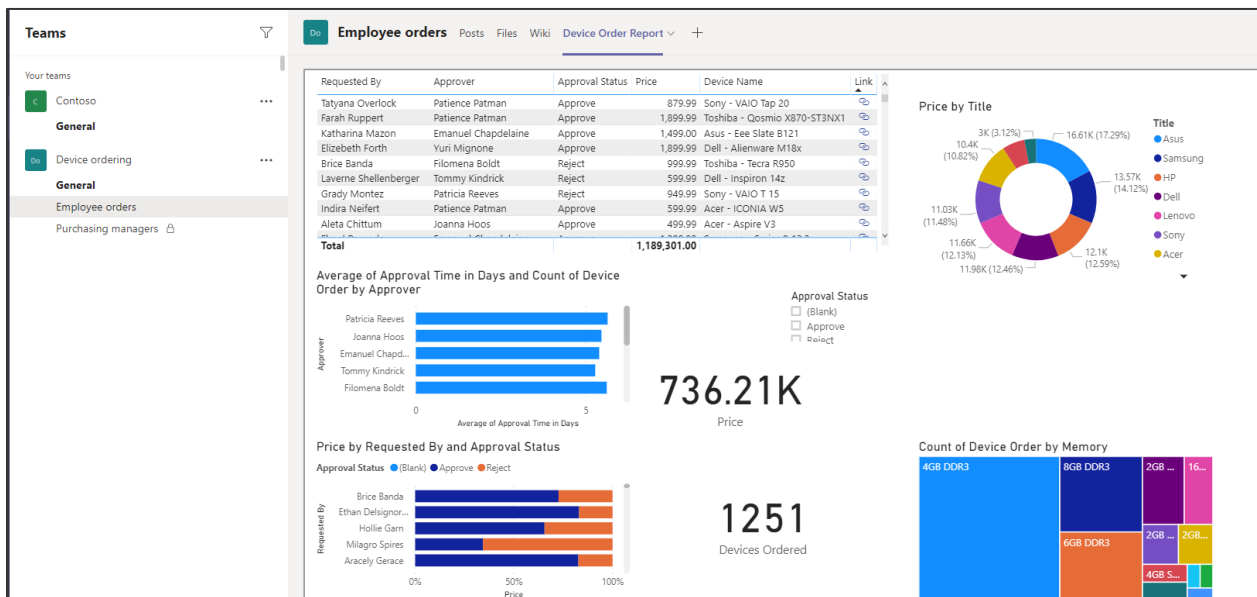 Teams
Your teams
C Contoso ...
General
Do Device ordering ...
General
Employee orders
Purchasing managers
Do Employee orders Posts Files Wiki Device Order Report +
Requested By Approver Approval Status Price Device Name Link
Tatyana Overlock Patience Patman Approve 879.99 Sony - VAIO Tap 20
Farah Ruppert Patience Patman Approve 1,899.99 Toshiba - Qosmio X870-ST3NX1
Katharina Mazon Emanuel Chapdelaine Approve 1,499.00 Asus - Eee Slate B121
Elizebeth Forth Yuri Mignone Approve 1,899.99 Dell - Alienware M18x
Brice Banda Filomena Boldt Reject 999.99 Toshiba - Tecra R950
Laverne Shellenberger Tommy Kindrick Reject 599.99 Dell - Inspiron 14z
Grady Montez Patricia Reeves Reject 949.99 Sony - VAIO T 15
Indira Neifert Patience Patman Approve 599.99 Acer - ICONIA W5
Aleta Chittum Joanna Hoos Approve 499.99 Acer - Aspire V3
Total 1,189,301.00
Price by Title
3K (3.12%)
16.61K (17.29%)
10.4K
(10.82%)
13.57K
(14.12%)
11.03K
(11.48%)
11.66K
(12.13%)
12.1K
(12.59%)
11.98K (12.46%)
Title
Asus
Samsung
HP
Dell
Lenovo
Sony
Acer
Average of Approval Time in Days and Count of Device
Order by Approver
Approver
Patricia Reeves
Joanna Hoos
Emanuel Chapd...
Tommy Kindrick
Filomena Boldt
0 5
Average of Approval Time in Days
Approval Status
(Blank)
Approve
Reject
736.21K
Price
Price by Requested By and Approval Status
Approval Status (Blank) Approve Reject
Requested By
Brice Banda
Ethan Delsignor...
Hollie Garn
Milagro Spires
Aracely Gerace
0% 50% 100%
Price
1251
Devices Ordered
Count of Device Order by Memory
4GB DDR3
8GB DDR3
2GB ...
16...
6GB DDR3
2GB ...
2GB...
4GB S...